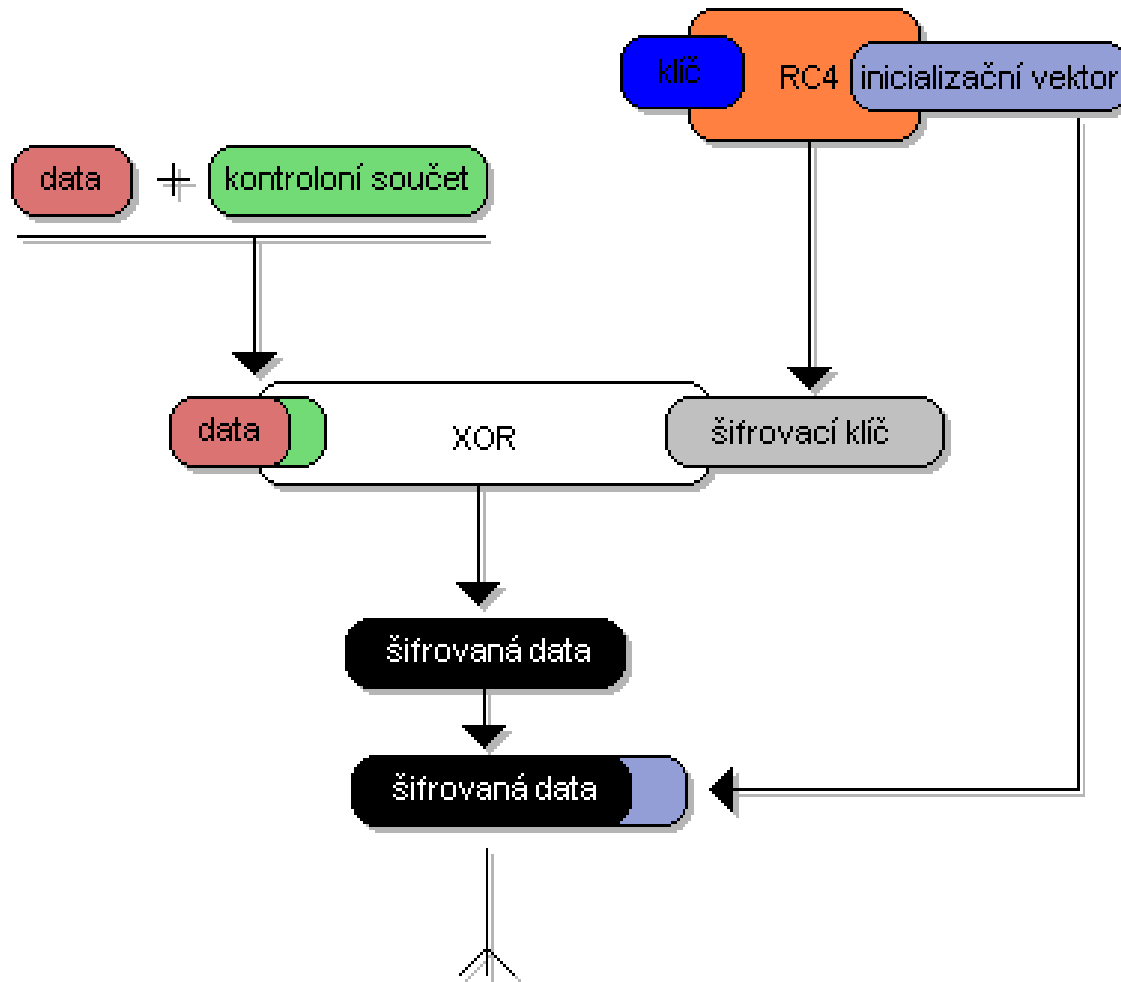 klíč
RC4
inicializační vektor
data
+
kontroloní součet
data
XOR
šifrovací klíč
šifrovaná data
šifrovaná data